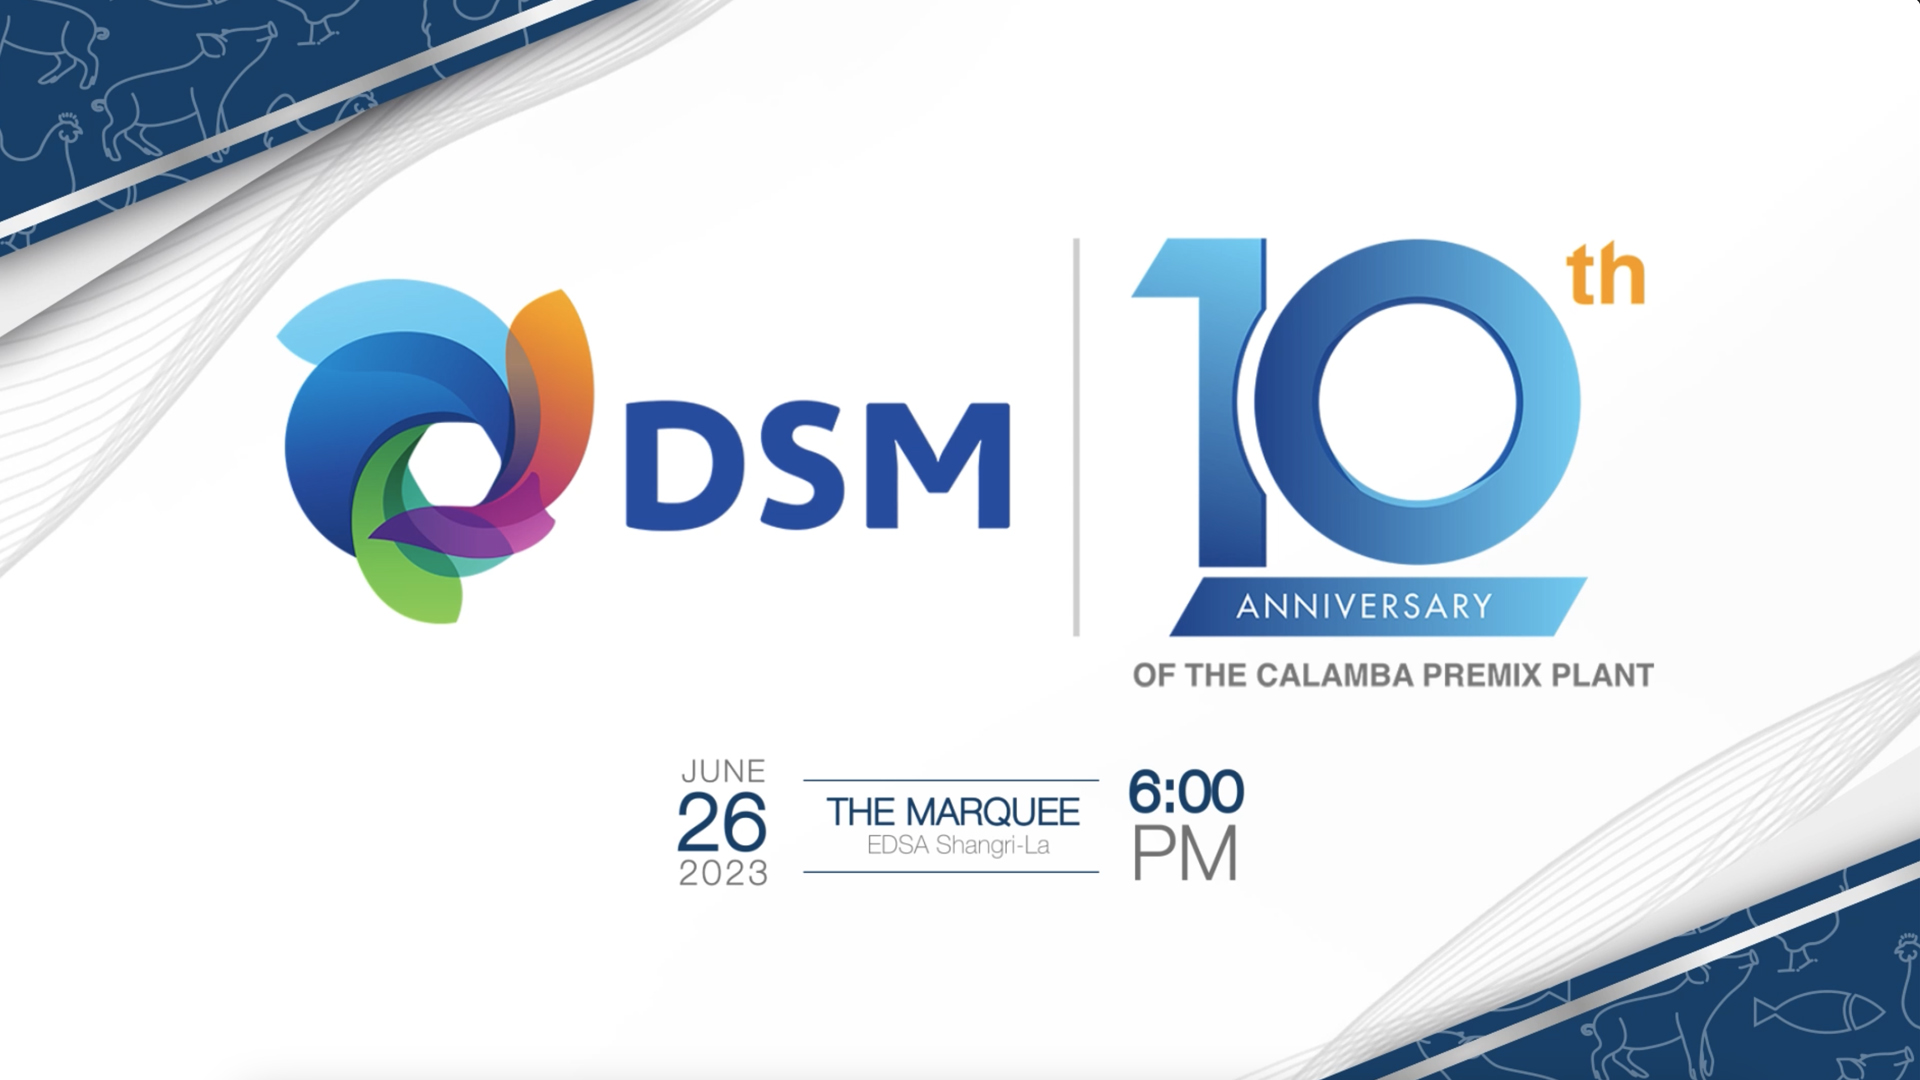 DSM
10th
ANNIVERSARY
OF THE CALAMBA PREMIX PLANT
JUNE
26
2023
THE MARQUEE
EDSA Shangri-La
6:00
PM